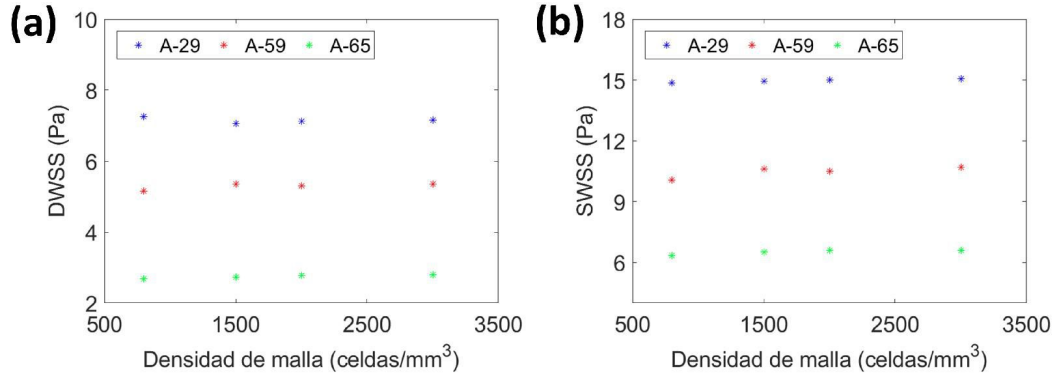 (a)
10
8
6
4
2
DWSS (Pa)
A-29 A-59 A-65
500 1500 2500 3500
Densidad de malla (celdas/mm³)
(b)
18
15
12
9
6
SWSS (Pa)
A-29 A-59 A-65
500 1500 2500 3500
Densidad de malla (celdas/mm³)